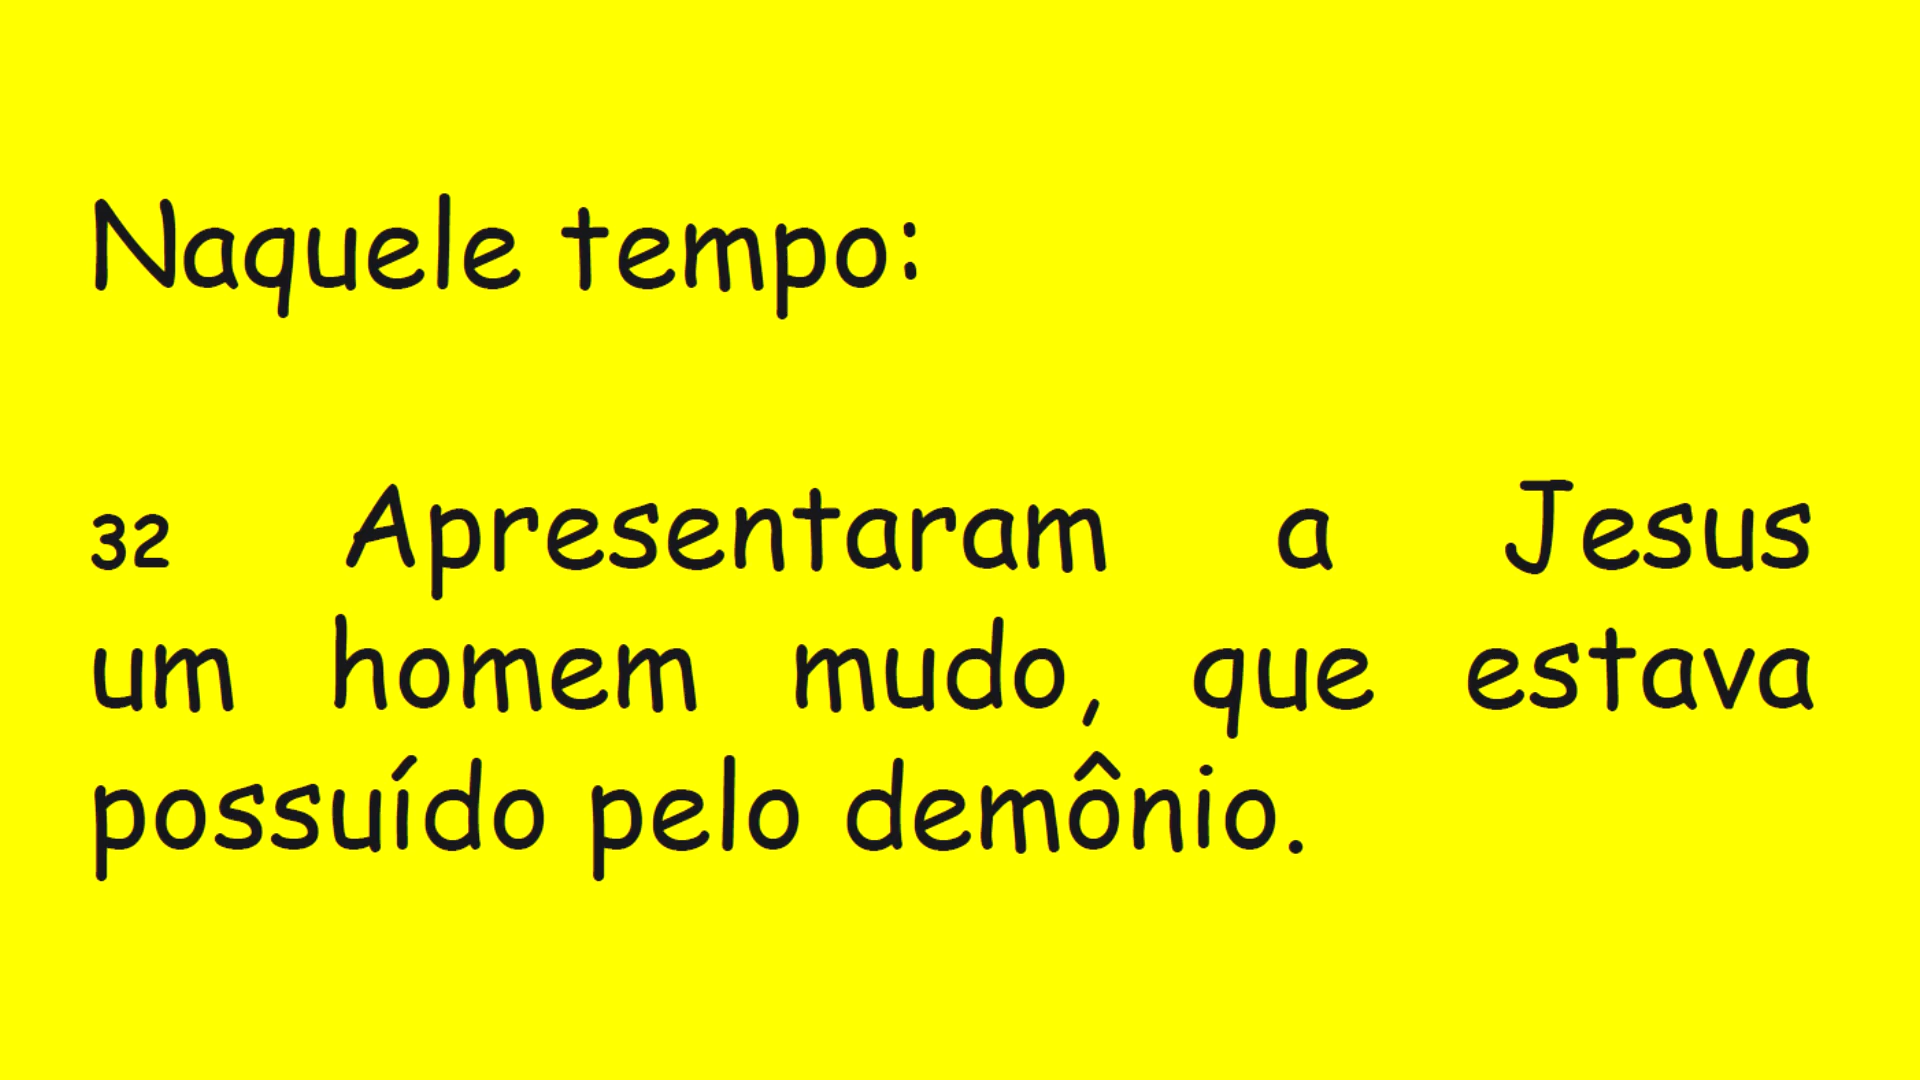 Naquele tempo:
32 Apresentaram a Jesus
um homem mudo, que estava
possuído pelo demônio.